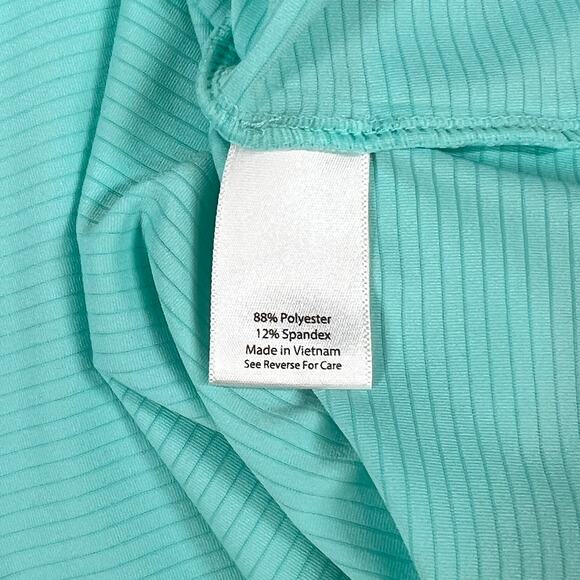 88% Polyester
12% Spandex
Made in Vietnam
See Reverse For Care